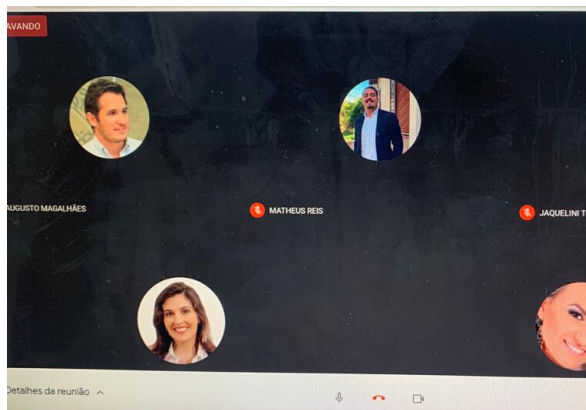 AVANDO
AUGUSTO MAGALHÃES
MATHEUS REIS
JAQUELINI T
Detalhes da reunião